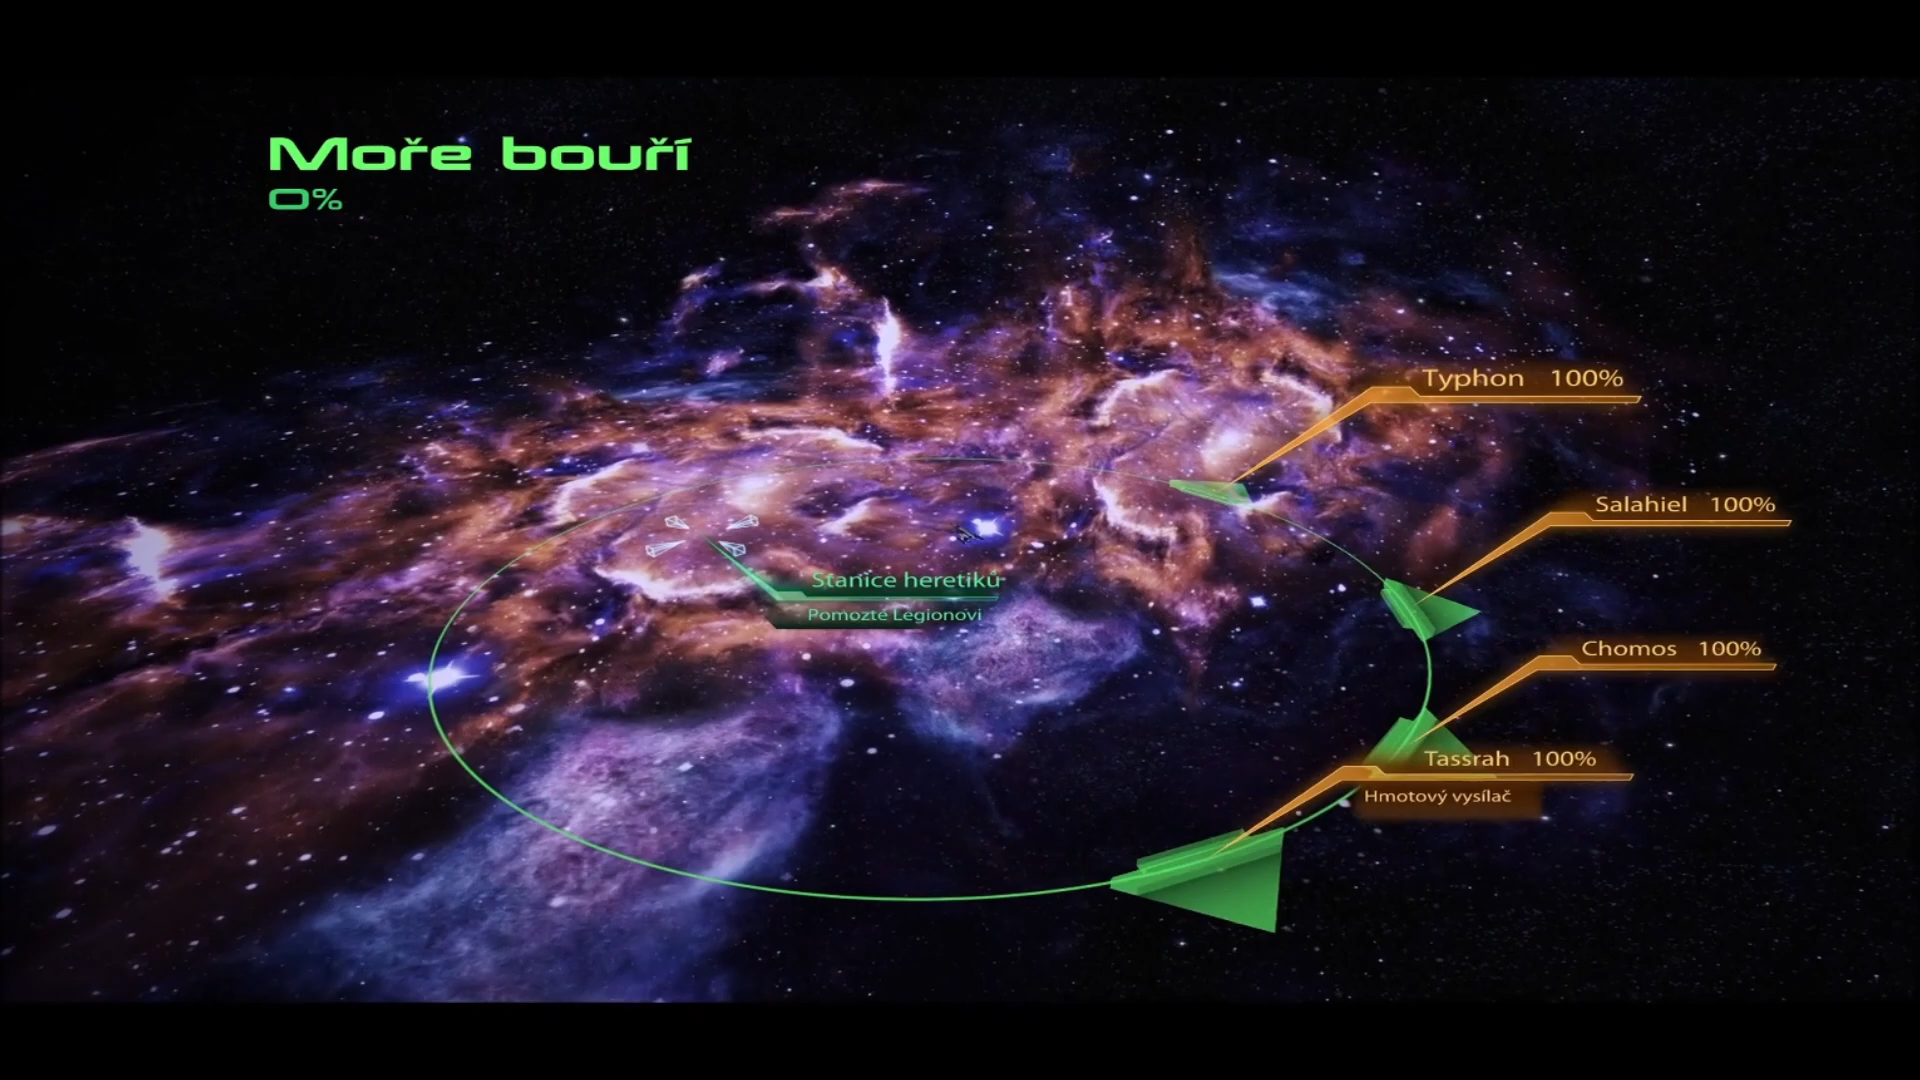 Moře bouří
0%
Typhon 100%
Salahiel 100%
Stanice heretiků
Pomozte Legionovi
Chomos 100%
Tassrah 100%
Hmotový vysílač